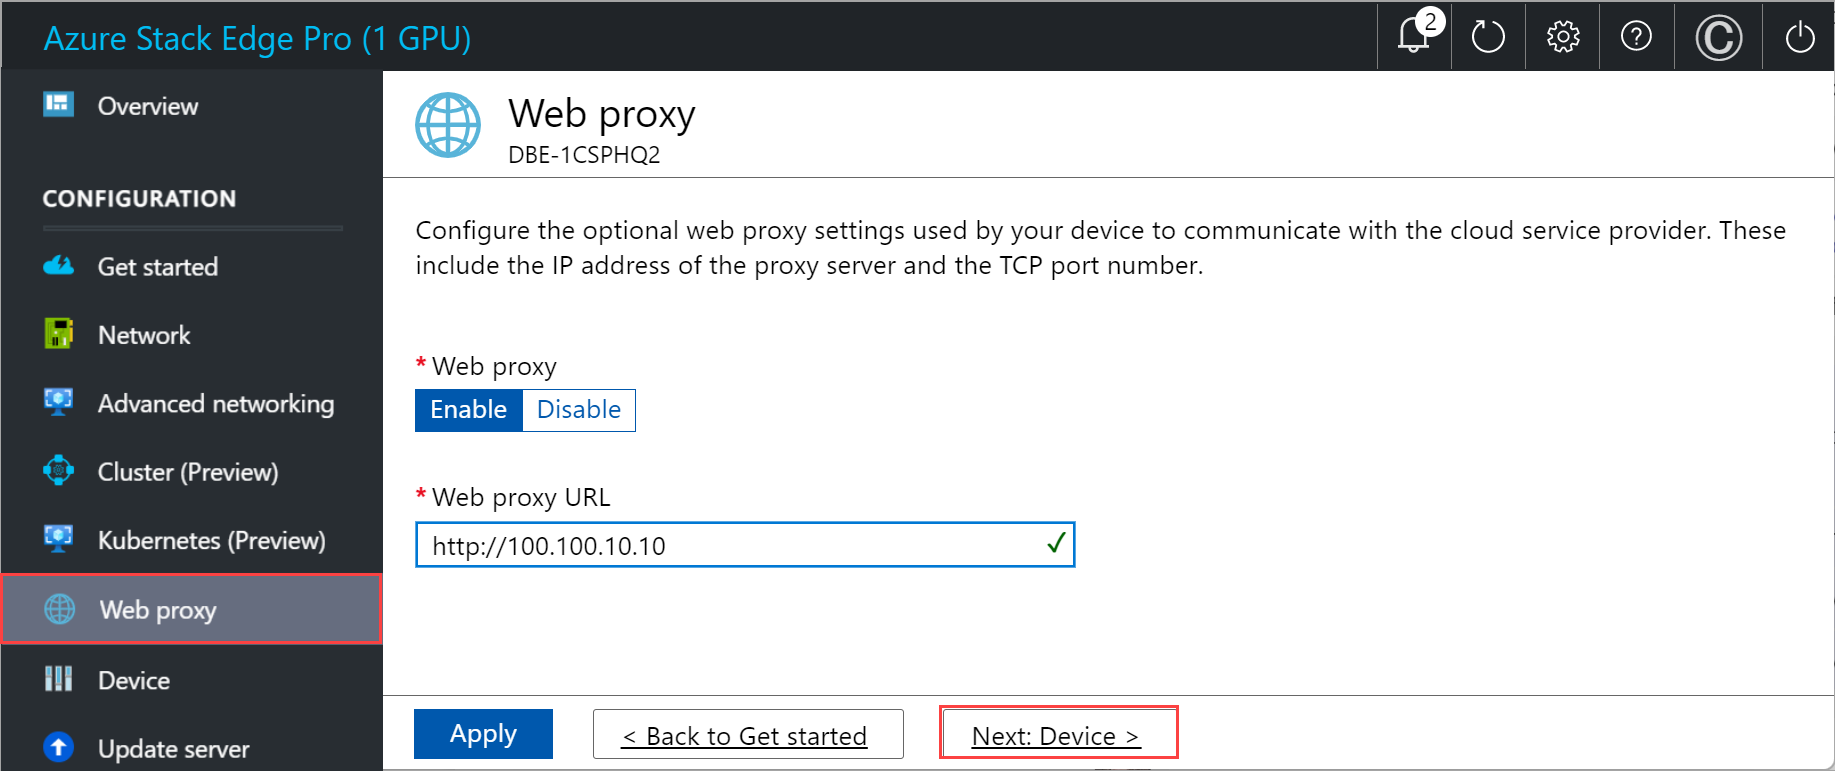 Azure Stack Edge Pro (1 GPU)
2
?
©
Overview
CONFIGURATION
Get started
Network
Advanced networking
Cluster (Preview)
Kubernetes (Preview)
Web proxy
Device
Update server
Web proxy
DBE-1CSPHQ2
Configure the optional web proxy settings used by your device to communicate with the cloud service provider. These
include the IP address of the proxy server and the TCP port number.
* Web proxy
Enable Disable
* Web proxy URL
http://100.100.10.10
Apply
< Back to Get started
Next: Device >